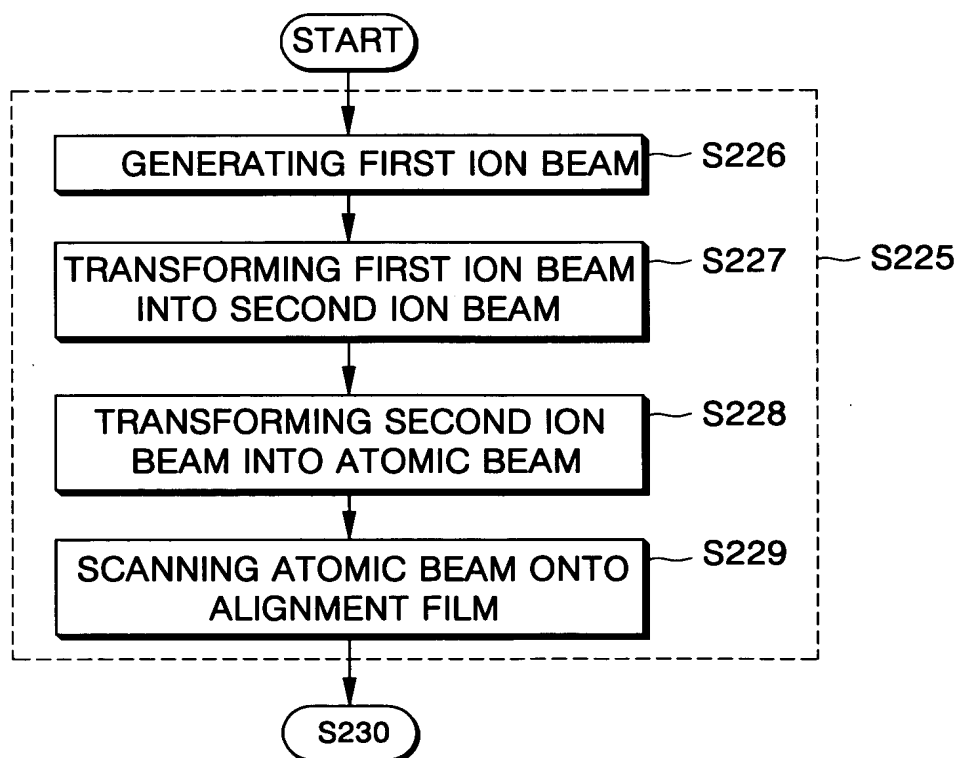 START
GENERATING FIRST ION BEAM
S226
TRANSFORMING FIRST ION BEAM
INTO SECOND ION BEAM
S227
S225
TRANSFORMING SECOND ION
BEAM INTO ATOMIC BEAM
S228
SCANNING ATOMIC BEAM ONTO
ALIGNMENT FILM
S229
S230